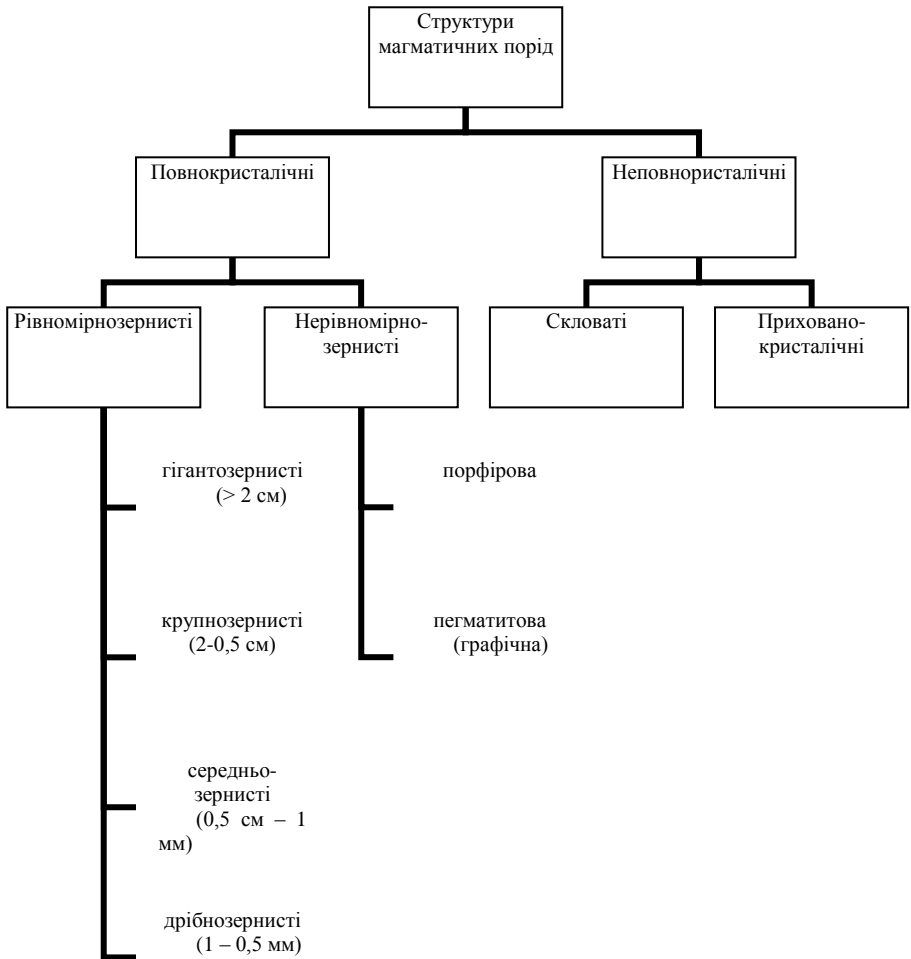 Структури
магматичних порід
Повнокристалічні
Неповнористалічні
Рівномірнозернисті
Нерівномірно-
зернисті
Скловаті
Приховано-
кристалічні
гігантозернисті
(> 2 см)
порфірова
крупнозернисті
(2-0,5 см)
пегматитова
(графічна)
середньо-
зернисті
(0,5 см – 1
мм)
дрібнозернисті
(1 – 0,5 мм)